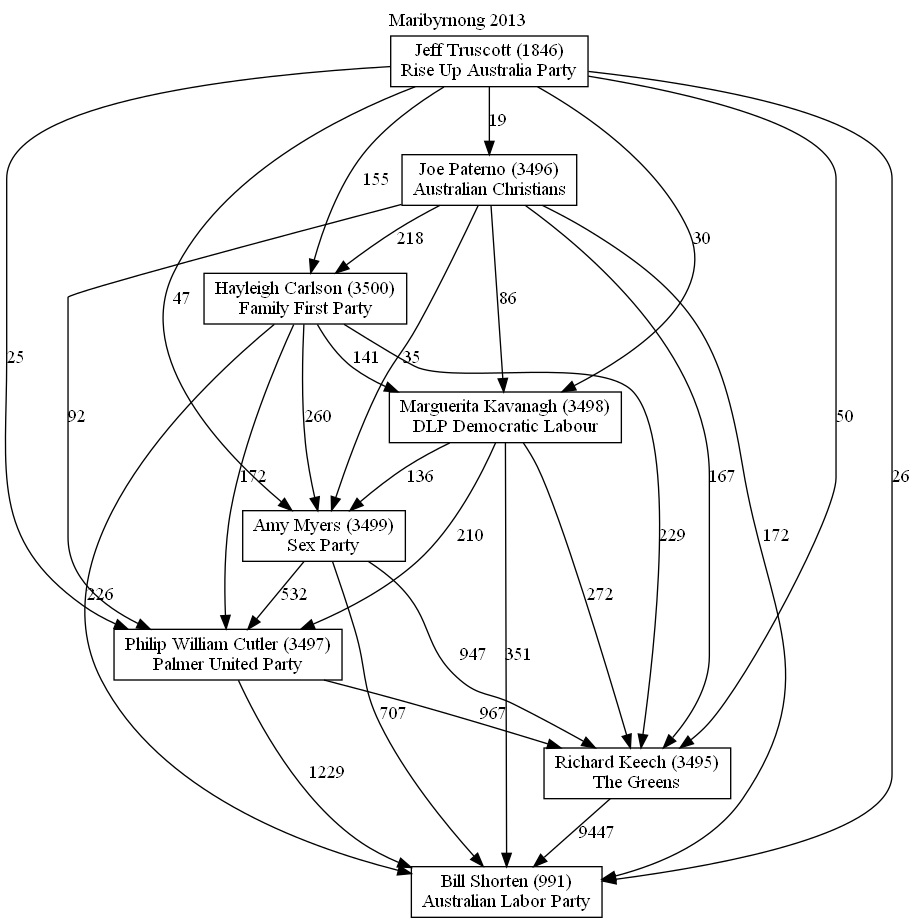 Maribyrnong 2013
Jeff Truscott (1846)
Rise Up Australia Party
19
Joe Paterno (3496)
Australian Christians
155
218
30
Hayleigh Carlson (3500)
Family First Party
47
86
25
141
35
Marguerita Kavanagh (3498)
DLP Democratic Labour
92
260
50
172
136
167
26
Amy Myers (3499)
Sex Party
210
229
172
226
532
272
Philip William Cutler (3497)
Palmer United Party
947
351
707
967
Richard Keech (3495)
The Greens
1229
9447
Bill Shorten (991)
Australian Labor Party